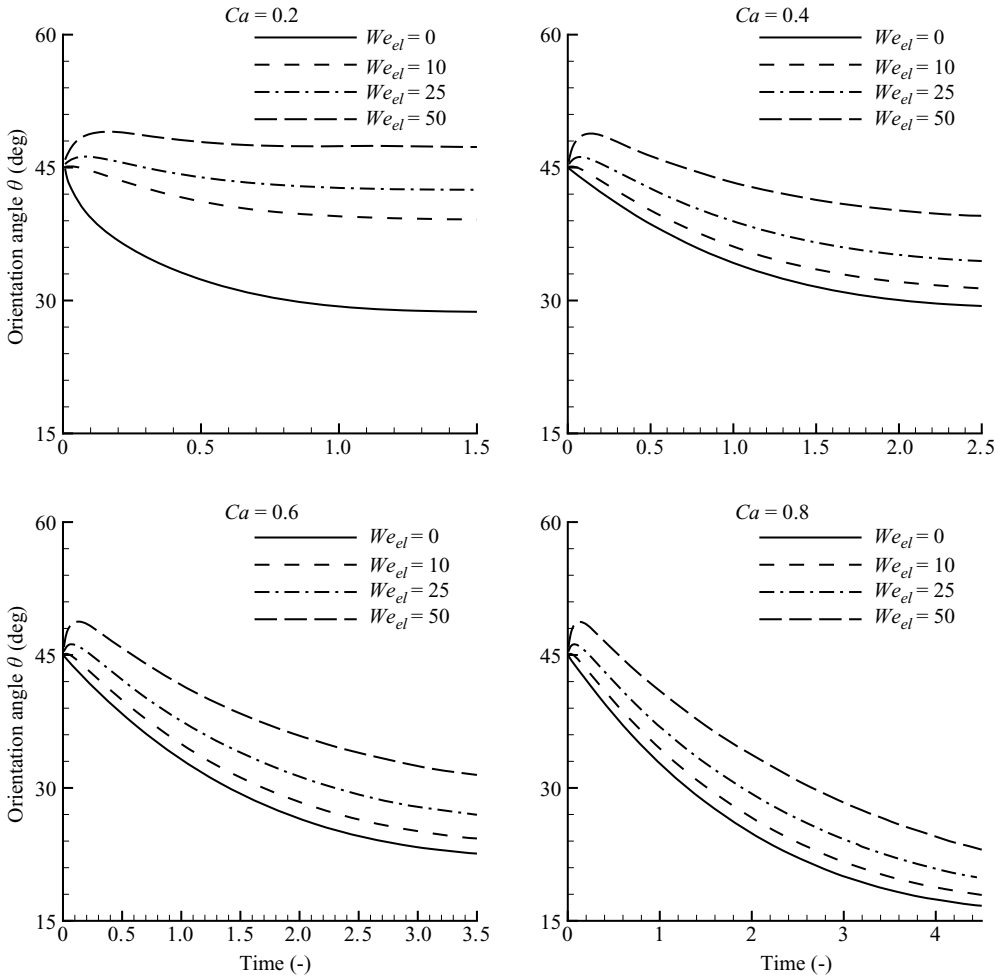 Ca = 0.2
60
45
30
15
Orientation angle θ (deg)
We_el = 0
We_el = 10
We_el = 25
We_el = 50
0 0.5 1.0 1.5
Ca = 0.4
60
45
30
15
We_el = 0
We_el = 10
We_el = 25
We_el = 50
0 0.5 1.0 1.5 2.0 2.5
Ca = 0.6
60
45
30
15
Orientation angle θ (deg)
We_el = 0
We_el = 10
We_el = 25
We_el = 50
0 0.5 1.0 1.5 2.0 2.5 3.0 3.5
Time (-)
Ca = 0.8
60
45
30
15
We_el = 0
We_el = 10
We_el = 25
We_el = 50
0 1 2 3 4
Time (-)